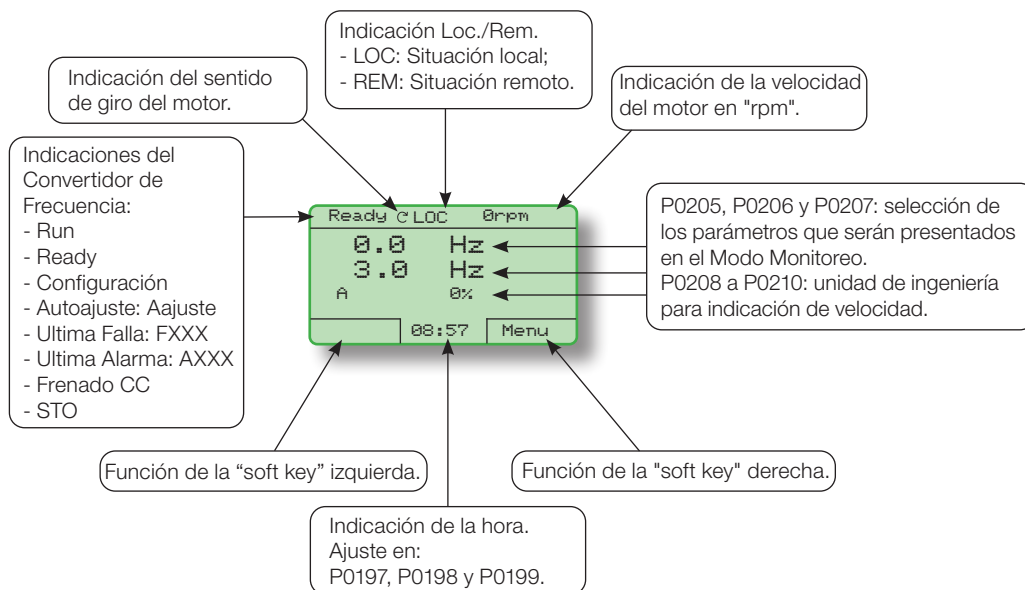 Indicación Loc./Rem.
- LOC: Situación local;
- REM: Situación remoto.
Indicación del sentido
de giro del motor.
Indicación de la velocidad
del motor en "rpm".
Indicaciones del
Convertidor de
Frecuencia:
- Run
- Ready
- Configuración
- Autoajuste: Aajuste
- Ultima Falla: FXXX
- Ultima Alarma: AXXX
- Frenado CC
- STO
Ready LOC 0rpm
0.0 Hz
3.0 Hz
A 0%
08:57 Menu
P0205, P0206 y P0207: selección de
los parámetros que serán presentados
en el Modo Monitoreo.
P0208 a P0210: unidad de ingeniería
para indicación de velocidad.
Función de la “soft key” izquierda.
Función de la "soft key" derecha.
Indicación de la hora.
Ajuste en:
P0197, P0198 y P0199.